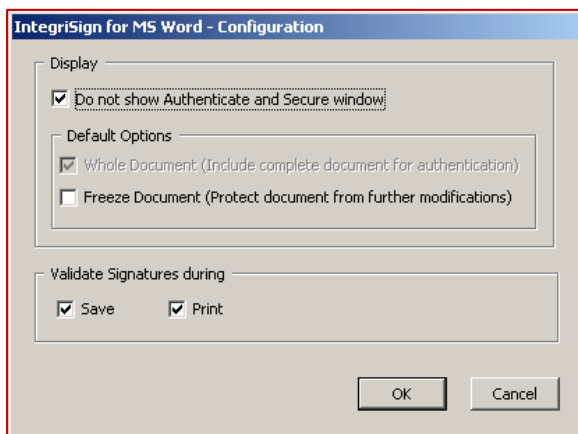 IntegriSign for MS Word - Configuration
Display
Do not show Authenticate and Secure window
Default Options
Whole Document (Include complete document for authentication)
Freeze Document (Protect document from further modifications)
Validate Signatures during
Save Print
OK Cancel